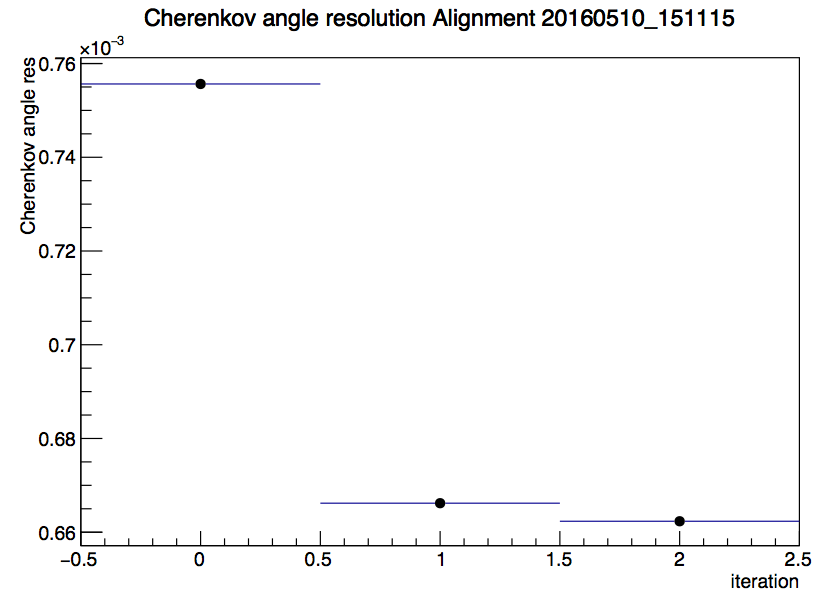 Cherenkov angle resolution Alignment 20160510_151115
×10⁻³
Cherenkov angle res
0.76
0.74
0.72
0.7
0.68
0.66
−0.5 0 0.5 1 1.5 2 2.5
iteration